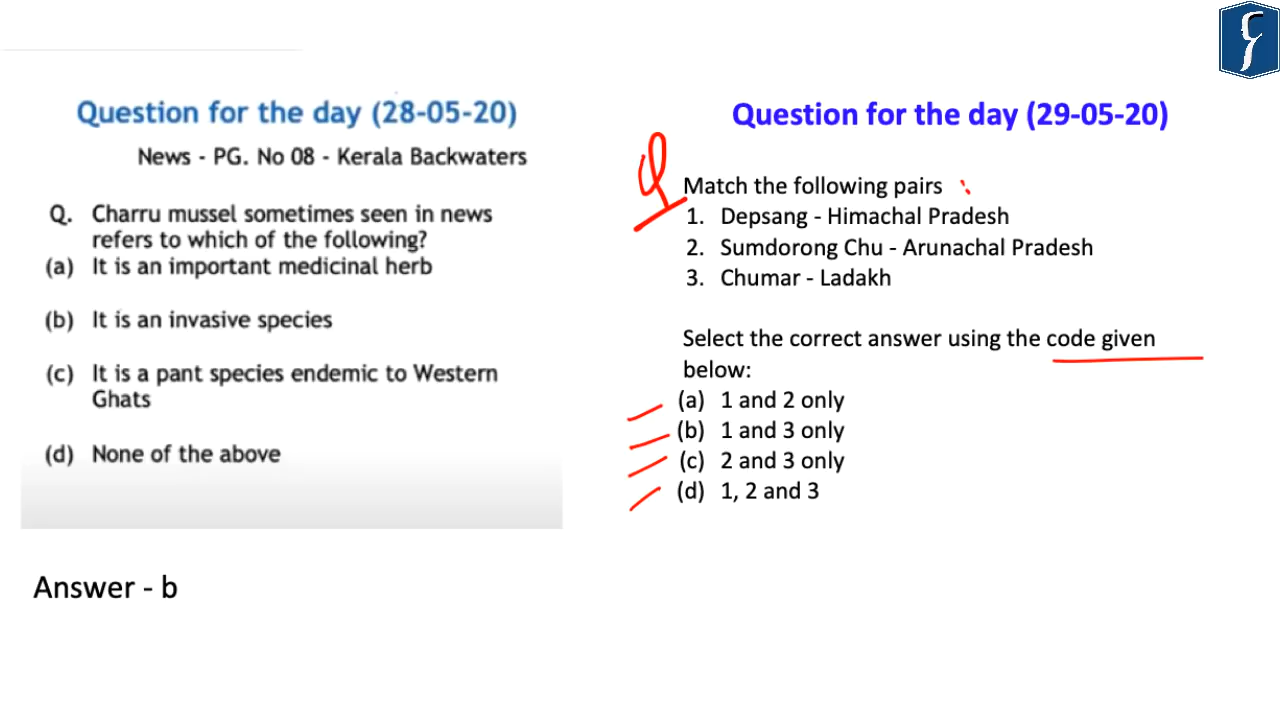 Question for the day (28-05-20)
News - PG. No 08 - Kerala Backwaters
Q. Charru mussel sometimes seen in news
refers to which of the following?
(a) It is an important medicinal herb
(b) It is an invasive species
(c) It is a pant species endemic to Western
Ghats
(d) None of the above
Answer - b
Question for the day (29-05-20)
Q
Match the following pairs
1. Depsang - Himachal Pradesh
2. Sumdorong Chu - Arunachal Pradesh
3. Chumar - Ladakh
Select the correct answer using the code given
below:
(a) 1 and 2 only
(b) 1 and 3 only
(c) 2 and 3 only
(d) 1, 2 and 3